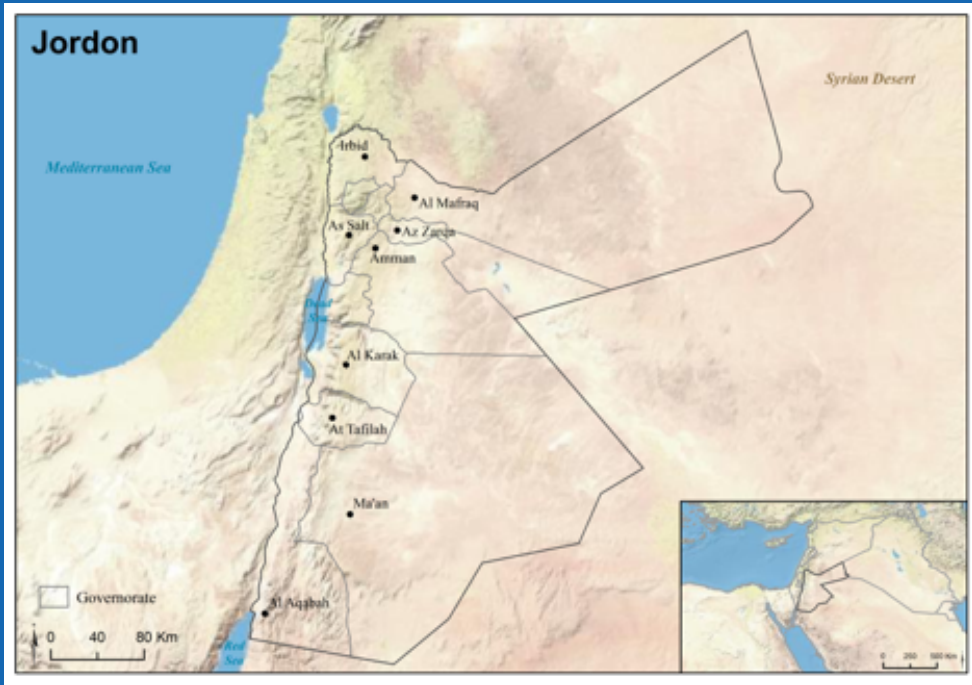 Jordon
Syrian Desert
Mediterranean Sea
Irbid
Al Mafraq
As Salt
Az Zarqa
Amman
Dead
Sea
Al Karak
At Tafilah
Ma'an
Governorate
Al Aqabah
0 40 80 Km
Red
Sea
0 250 500 Km